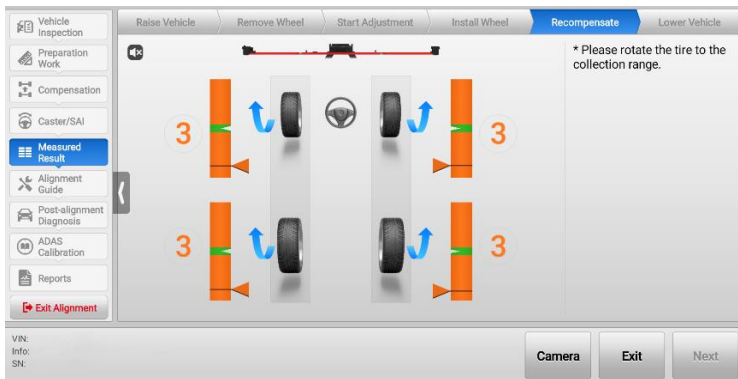 Vehicle
Inspection
Preparation
Work
Compensation
Caster/SAI
Measured
Result
Alignment
Guide
Post-alignment
Diagnosis
ADAS
Calibration
Reports
Exit Alignment
Raise Vehicle
Remove Wheel
Start Adjustment
Install Wheel
Recompensate
Lower Vehicle
* Please rotate the tire to the
collection range.
3
3
3
3
VIN:
Info:
SN:
Camera
Exit
Next